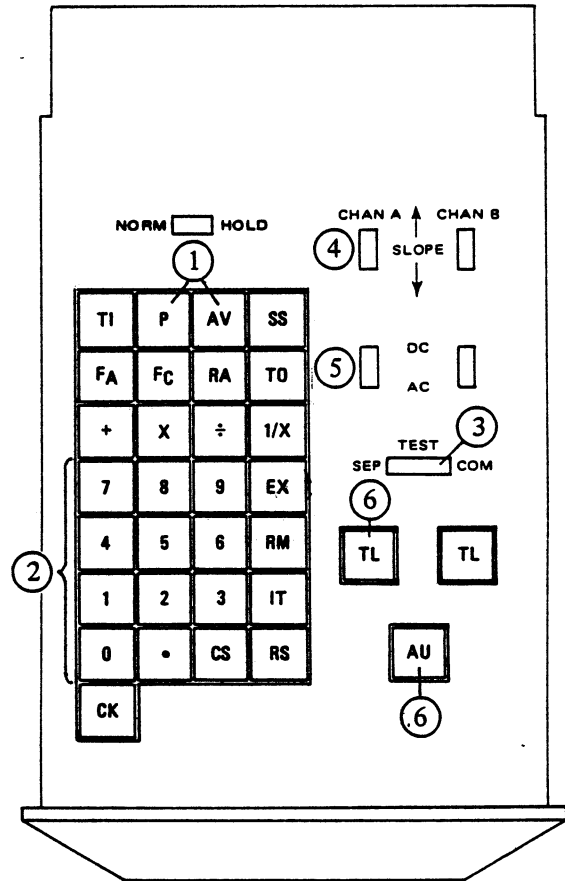 CHAN A CHAN B
NORM HOLD
4 SLOPE
1
TI P AV SS
5 DC
AC
FA FC RA TO
+ X ÷ 1/X
3
TEST
SEP COM
7 8 9 EX
6
4 5 6 RM
TL TL
2
1 2 3 IT
0 • CS RS
AU
CK
.6